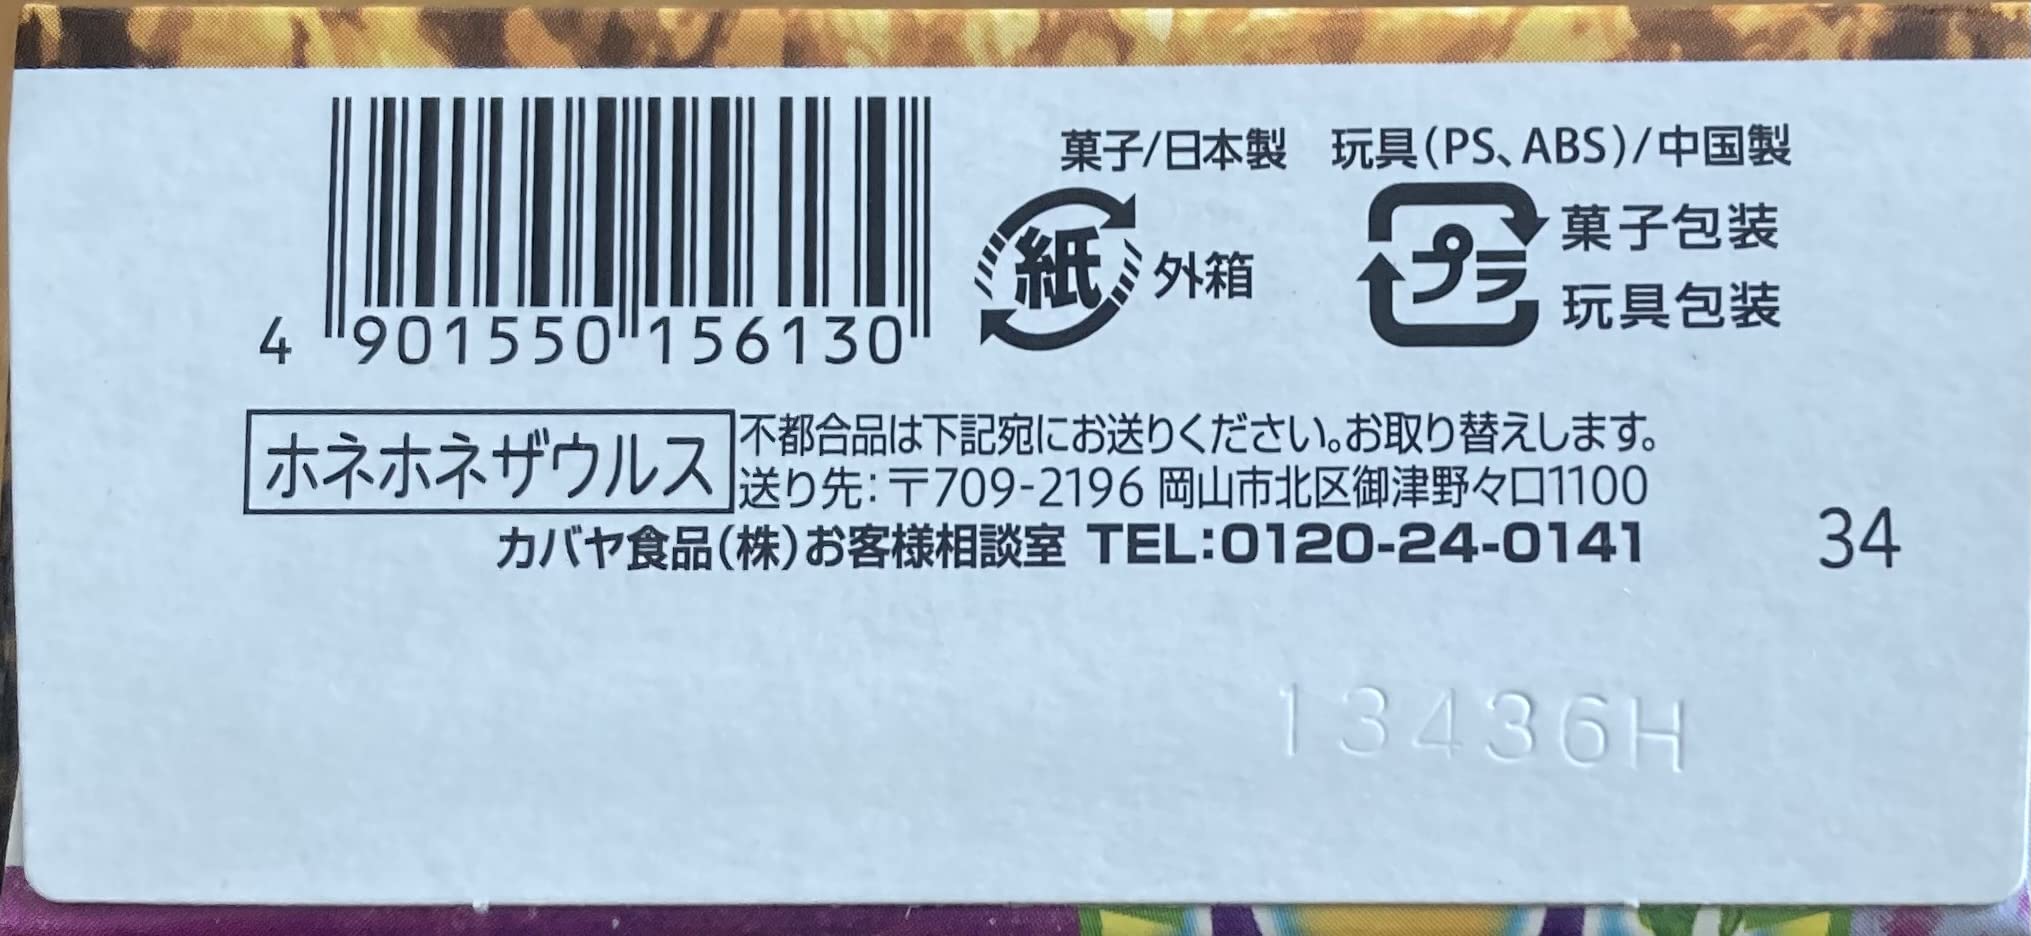 菓子/日本製 玩具(PS、ABS)/中国製
紙 外箱
プラ 菓子包装
玩具包装
4 901550 156130
ホネホネザウルス
不都合品は下記宛にお送りください。お取り替えします。
送り先:〒709-2196 岡山市北区御津野々口1100
カバヤ食品(株)お客様相談室 TEL:0120-24-0141
34
13436H